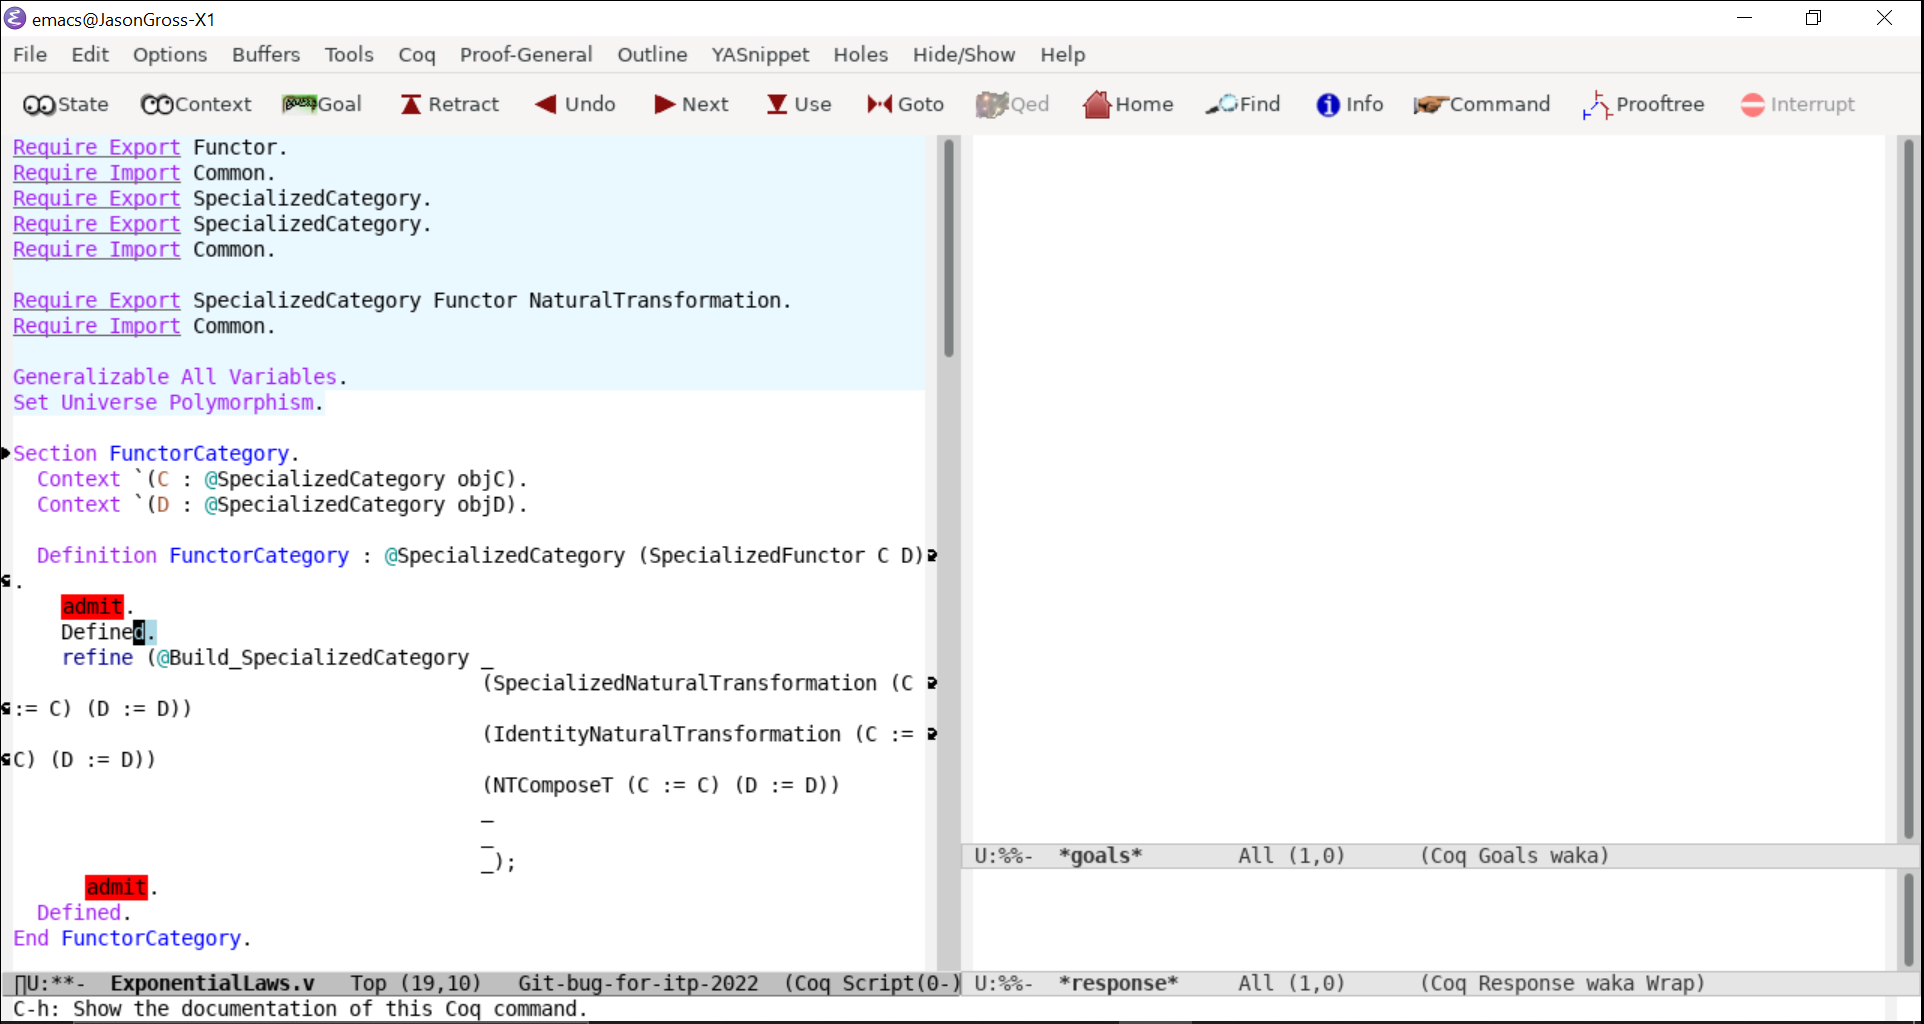 emacs@JasonGross-X1
File Edit Options Buffers Tools Coq Proof-General Outline YASnippet Holes Hide/Show Help
State Context Goal Retract Undo Next Use Goto Qed Home Find Info Command Prooftree Interrupt
Require Export Functor.
Require Import Common.
Require Export SpecializedCategory.
Require Export SpecializedCategory.
Require Import Common.
Require Export SpecializedCategory Functor NaturalTransformation.
Require Import Common.
Generalizable All Variables.
Set Universe Polymorphism.
Section FunctorCategory.
Context `(C : @SpecializedCategory objC).
Context `(D : @SpecializedCategory objD).
Definition FunctorCategory : @SpecializedCategory (SpecializedFunctor C D)
.
admit.
Defined.
refine (@Build_SpecializedCategory _
(SpecializedNaturalTransformation (C
:= C) (D := D))
(IdentityNaturalTransformation (C :=
C) (D := D))
(NTComposeT (C := C) (D := D))
_
_
_);
admit.
Defined.
End FunctorCategory.
U:**- ExponentialLaws.v Top (19,10) Git-bug-for-itp-2022 (Coq Script(0-)
C-h: Show the documentation of this Coq command.
U:%%- *goals* All (1,0) (Coq Goals waka)
U:%%- *response* All (1,0) (Coq Response waka Wrap)